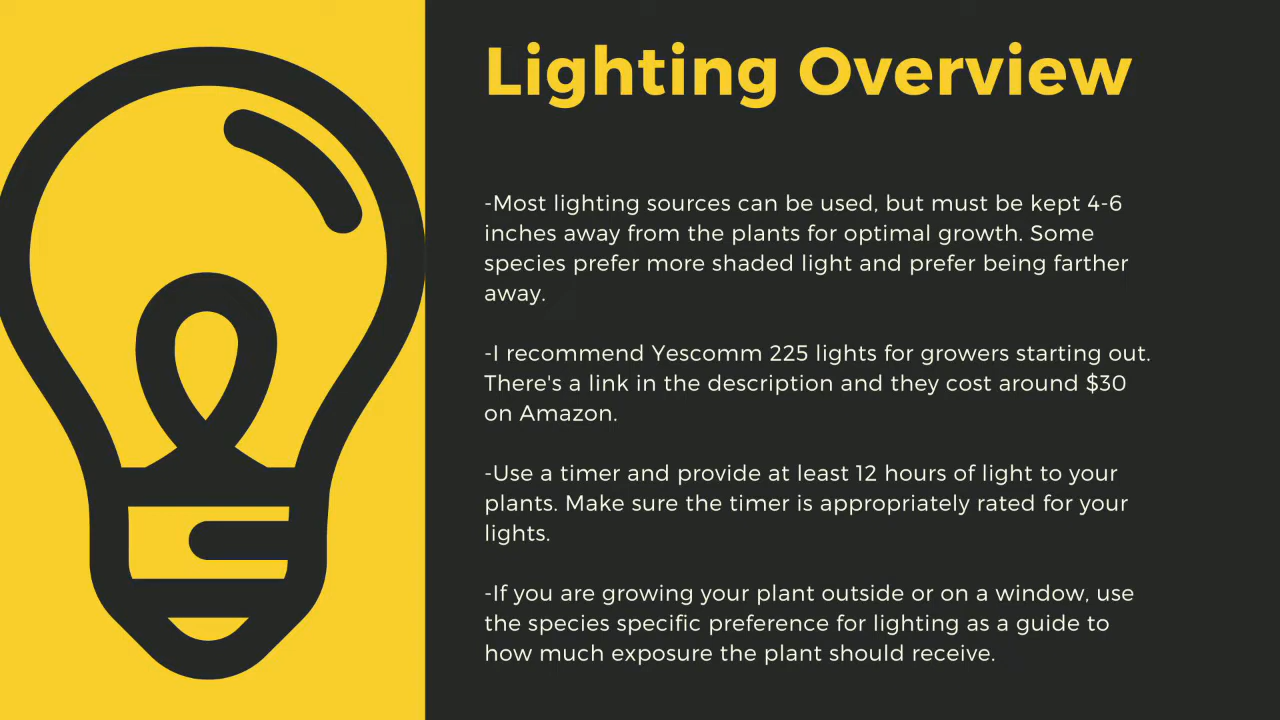 Lighting Overview
-Most lighting sources can be used, but must be kept 4-6
inches away from the plants for optimal growth. Some
species prefer more shaded light and prefer being farther
away.
-I recommend Yescomm 225 lights for growers starting out.
There's a link in the description and they cost around $30
on Amazon.
-Use a timer and provide at least 12 hours of light to your
plants. Make sure the timer is appropriately rated for your
lights.
-If you are growing your plant outside or on a window, use
the species specific preference for lighting as a guide to
how much exposure the plant should receive.